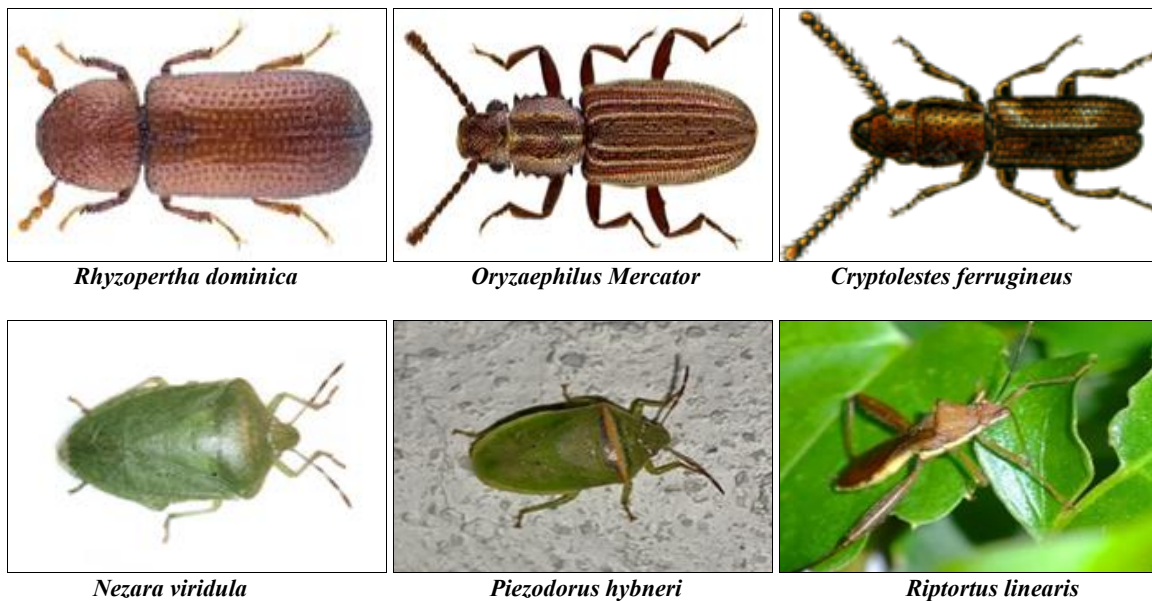 Rhyzopertha dominica
Oryzaephilus Mercator
Cryptolestes ferrugineus
Nezara viridula
Piezodorus hybneri
Riptortus linearis